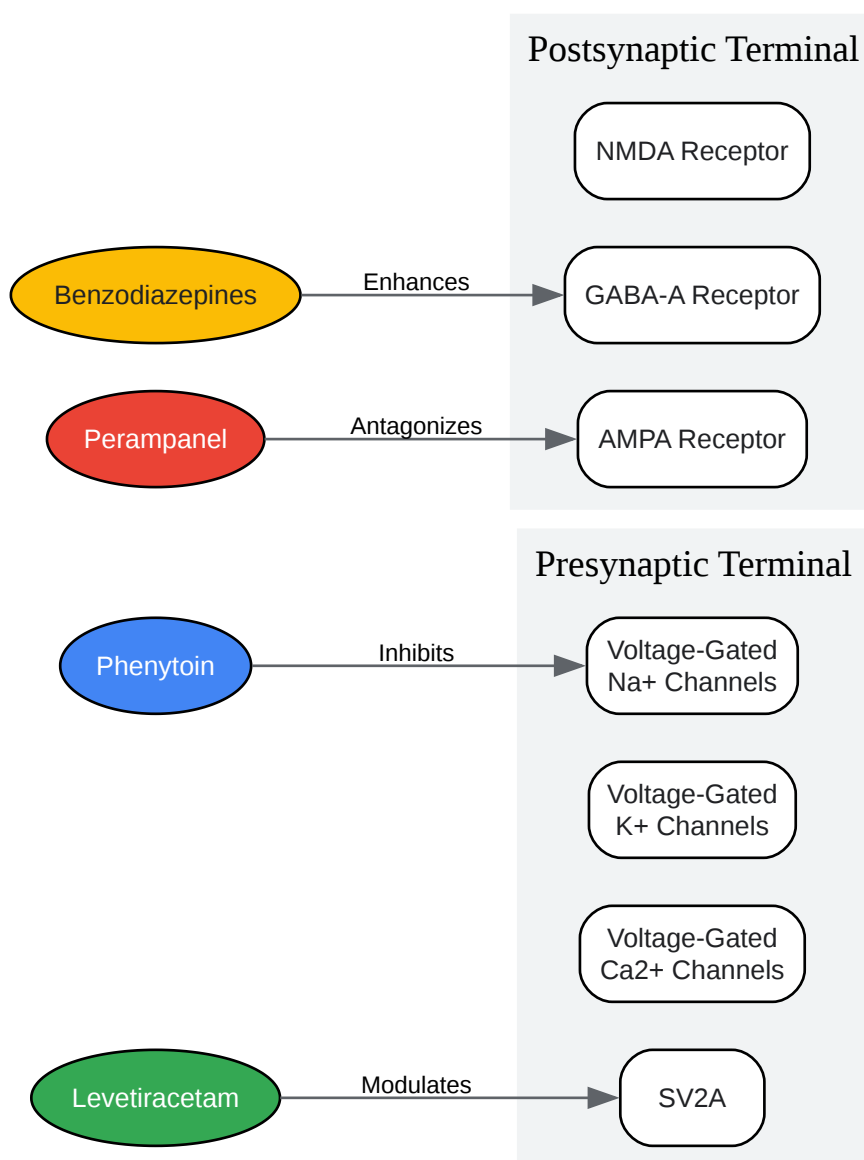 Postsynaptic Terminal
NMDA Receptor
Benzodiazepines
Enhances
GABA-A Receptor
Perampanel
Antagonizes
AMPA Receptor
Presynaptic Terminal
Phenytoin
Inhibits
Voltage-Gated
Na+ Channels
Voltage-Gated
K+ Channels
Voltage-Gated
Ca2+ Channels
Levetiracetam
Modulates
SV2A